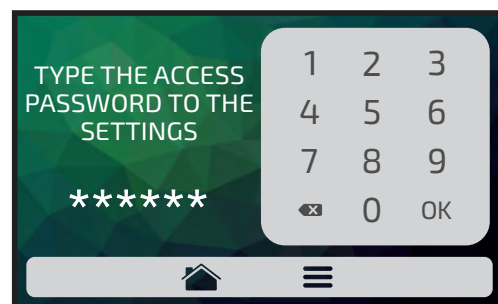 TYPE THE ACCESS
PASSWORD TO THE
SETTINGS
******
1 2 3
4 5 6
7 8 9
0 OK